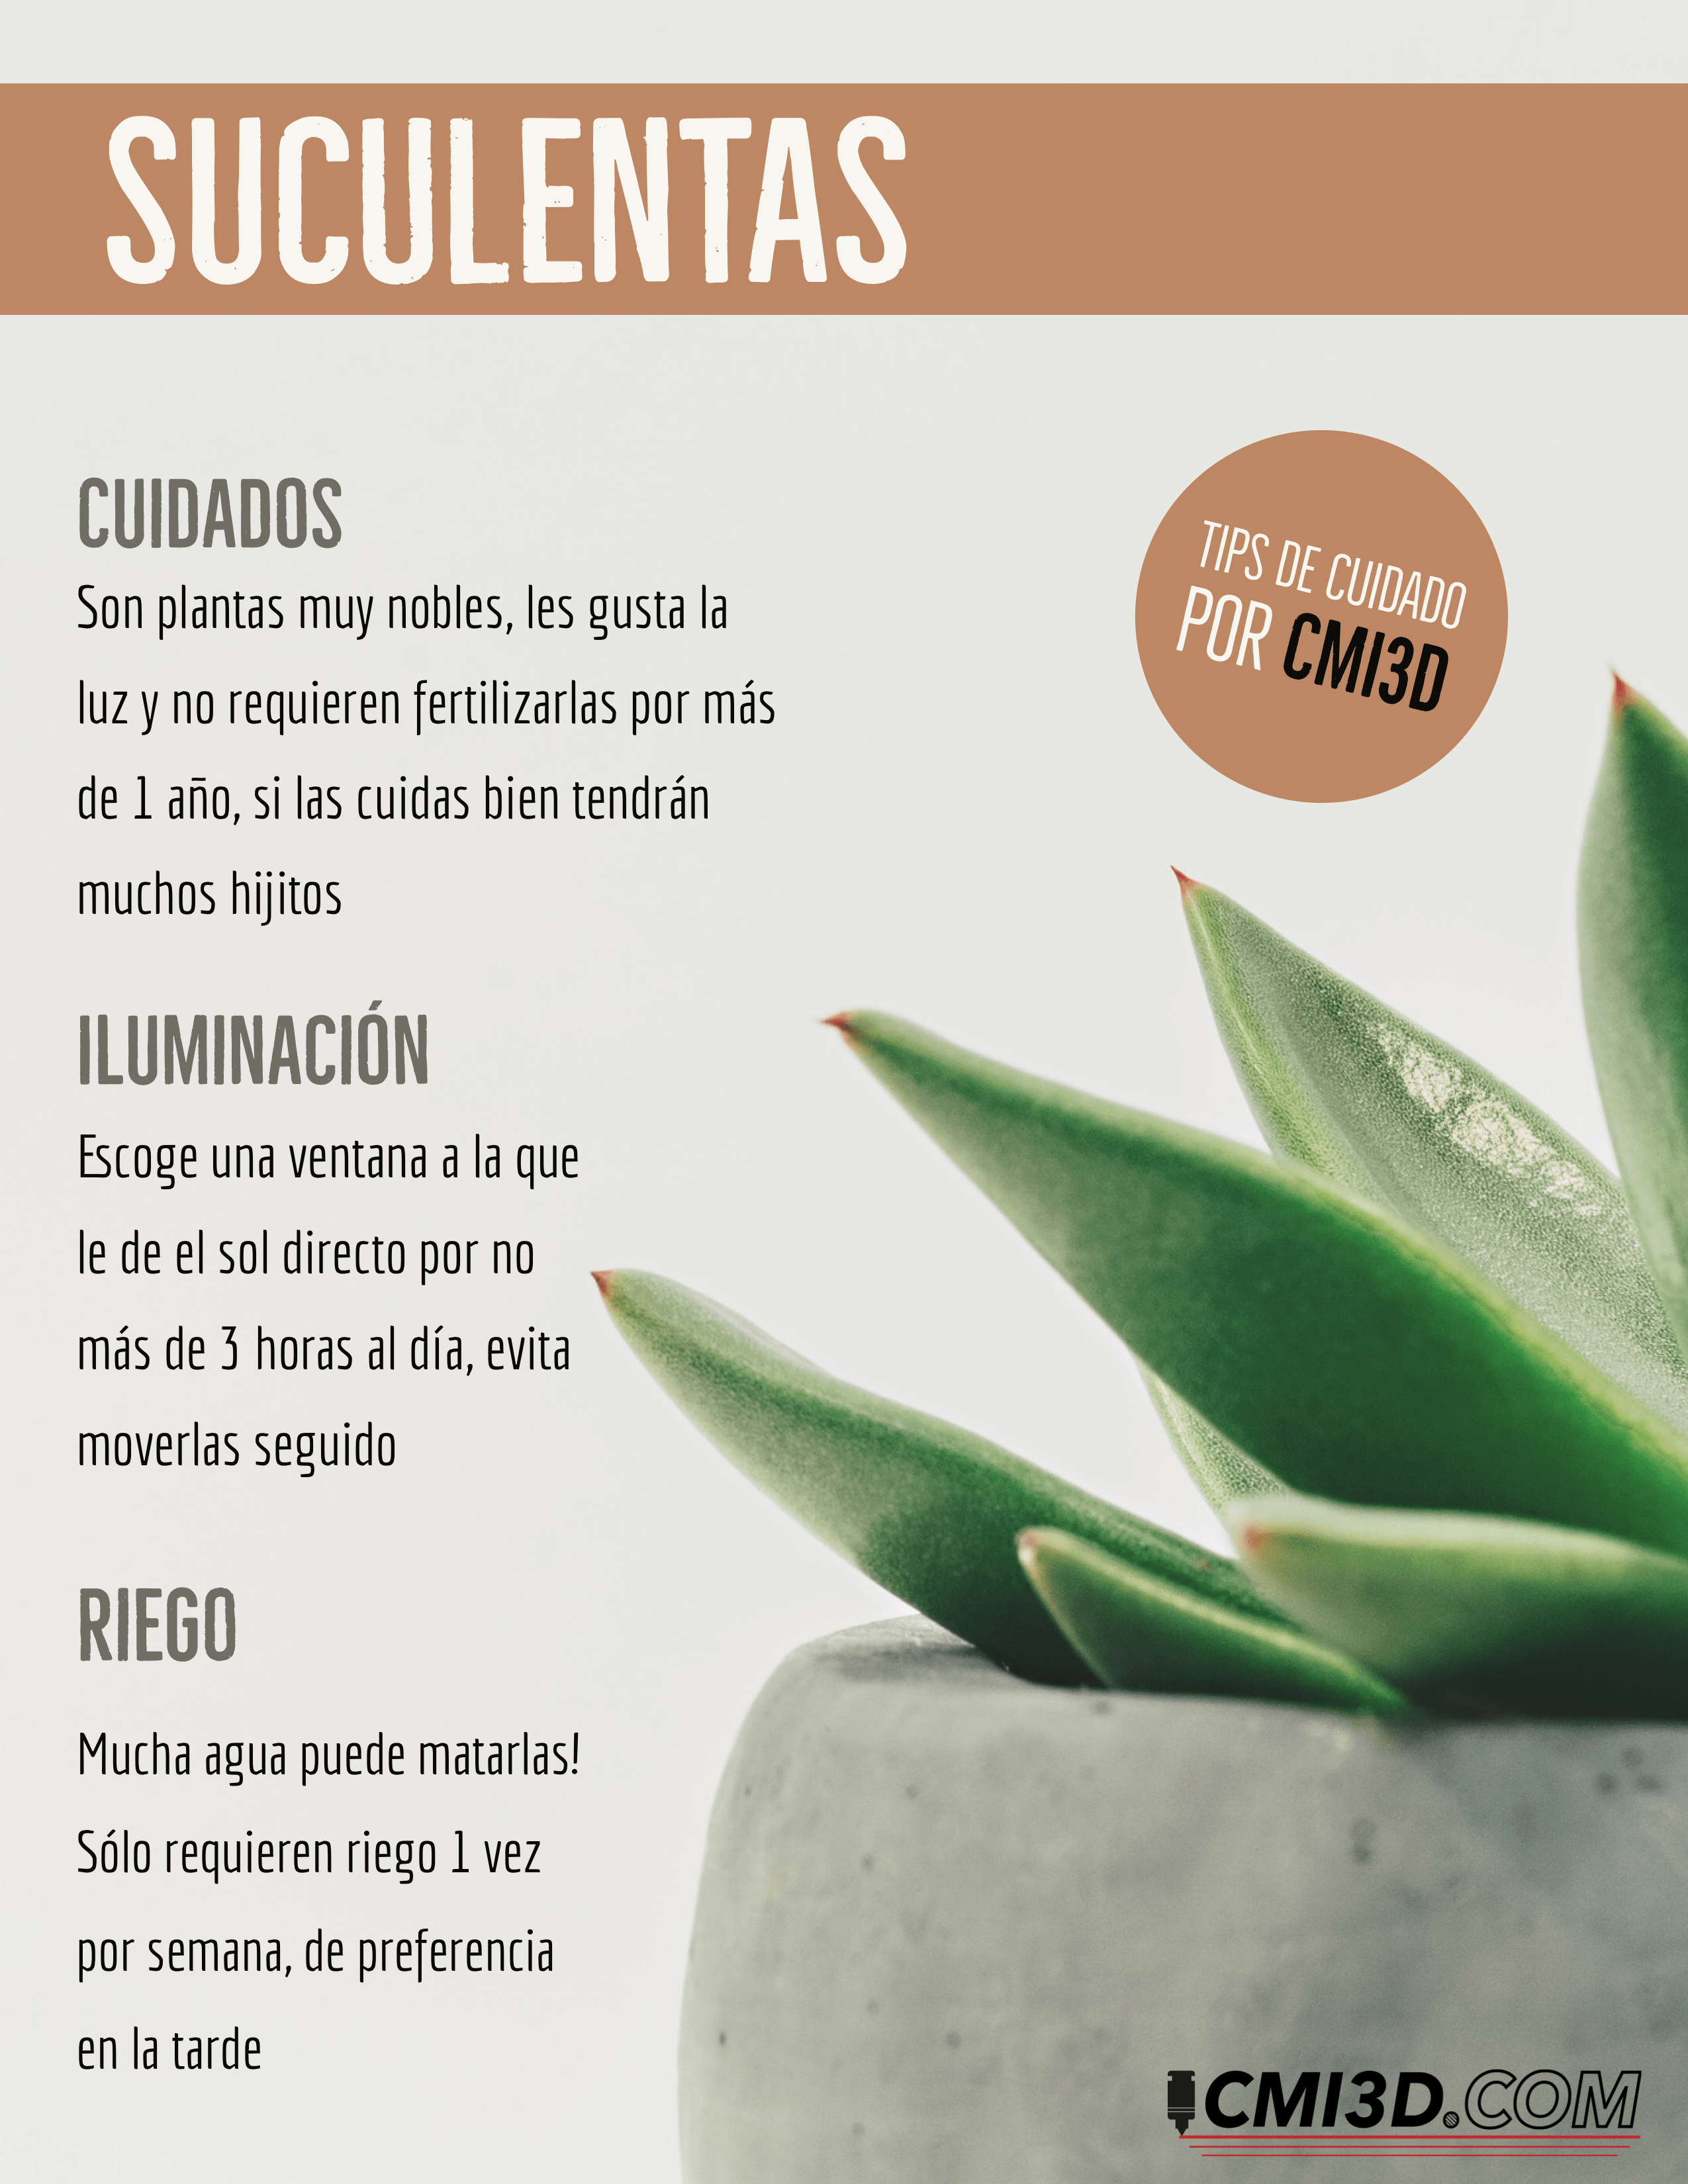 SUCULENTAS
TIPS DE CUIDADO
POR CMI3D
CUIDADOS
Son plantas muy nobles, les gusta la
luz y no requieren fertilizarlas por más
de 1 año, si las cuidas bien tendrán
muchos hijitos
ILUMINACIÓN
Escoge una ventana a la que
le de el sol directo por no
más de 3 horas al día, evita
moverlas seguido
RIEGO
Mucha agua puede matarlas!
Sólo requieren riego 1 vez
por semana, de preferencia
en la tarde
CMI3D.COM